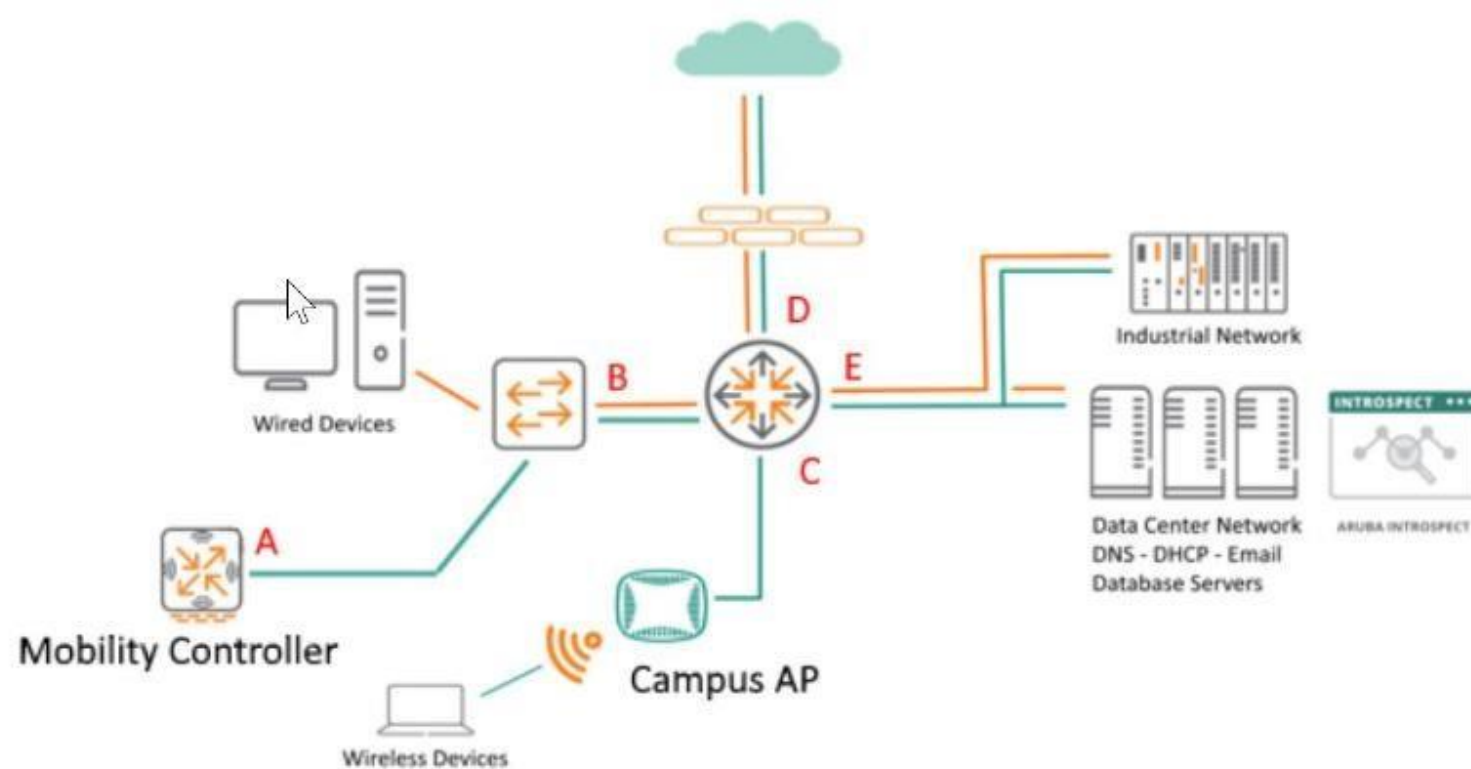 D
E
B
C
A
Industrial Network
Wired Devices
INTROSPECT
Data Center Network
DNS - DHCP - Email
Database Servers
ARUBA INTROSPECT
Mobility Controller
Campus AP
Wireless Devices